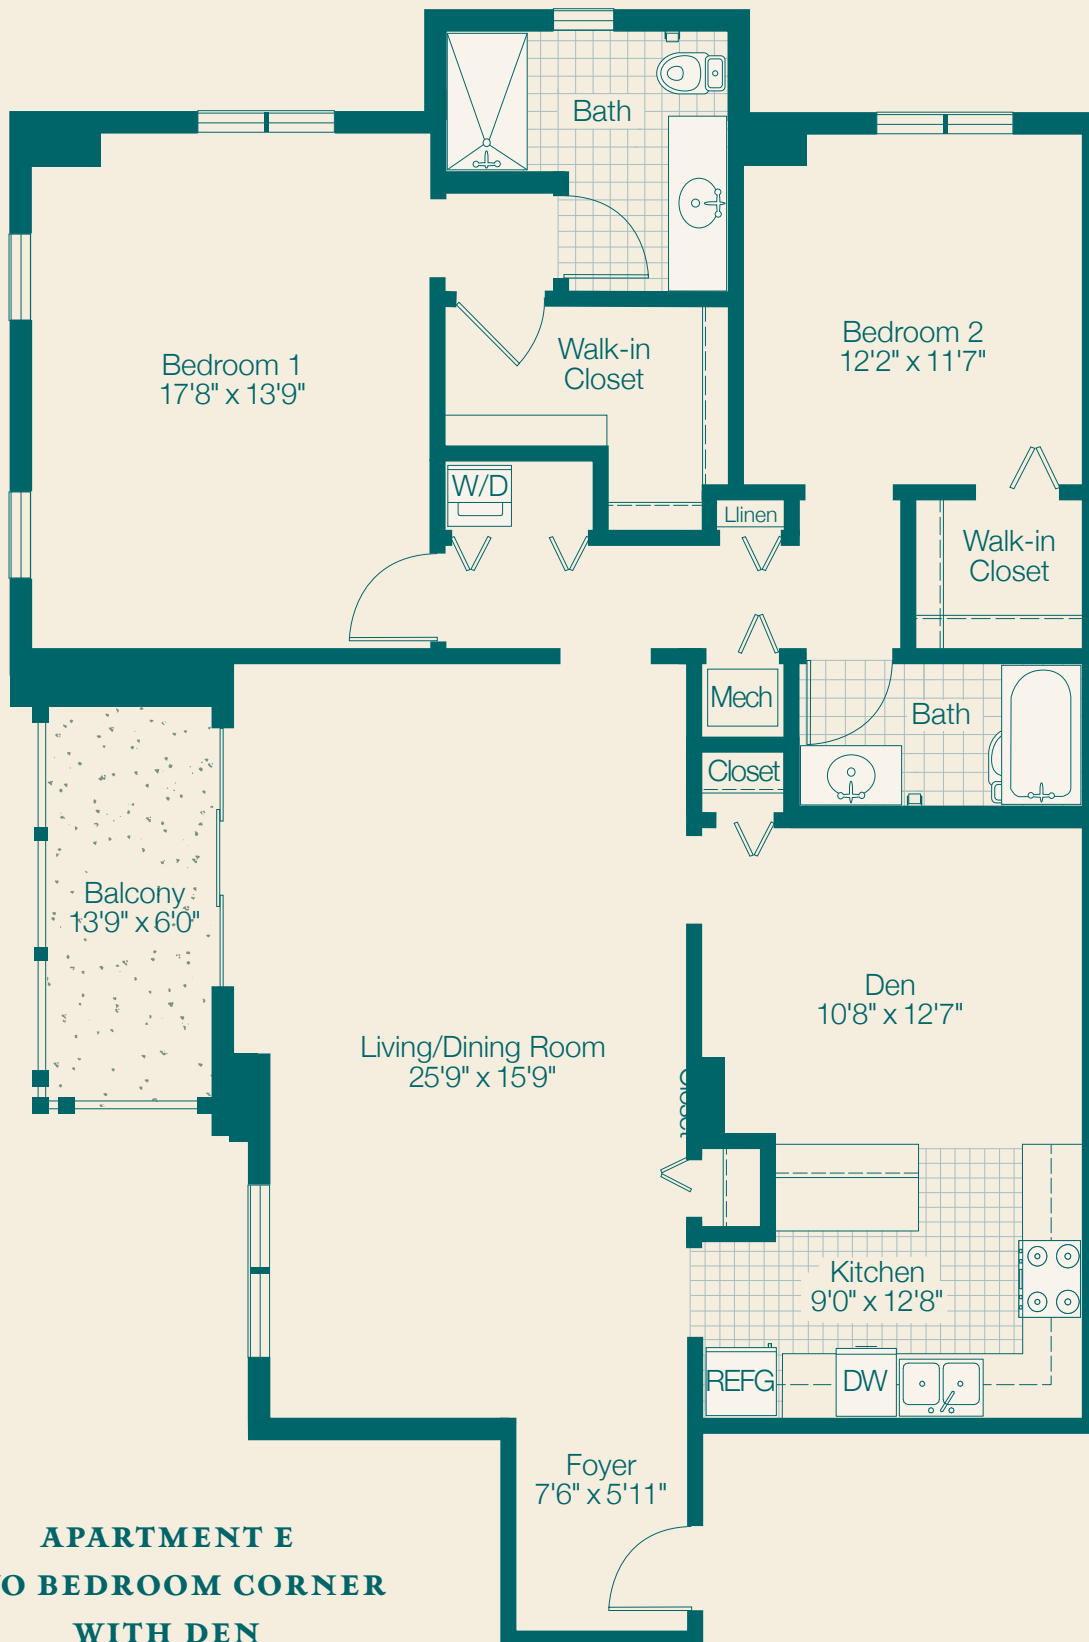 Bath
Bedroom 1
17'8" x 13'9"
Walk-in
Closet
Bedroom 2
12'2" x 11'7"
W/D
Llinen
Walk-in
Closet
Mech
Bath
Closet
Balcony
13'9" x 6'0"
Den
10'8" x 12'7"
Living/Dining Room
25'9" x 15'9"
Closet
Kitchen
9'0" x 12'8"
REFG
DW
Foyer
7'6" x 5'11"
APARTMENT E
O BEDROOM CORNER
WITH DEN